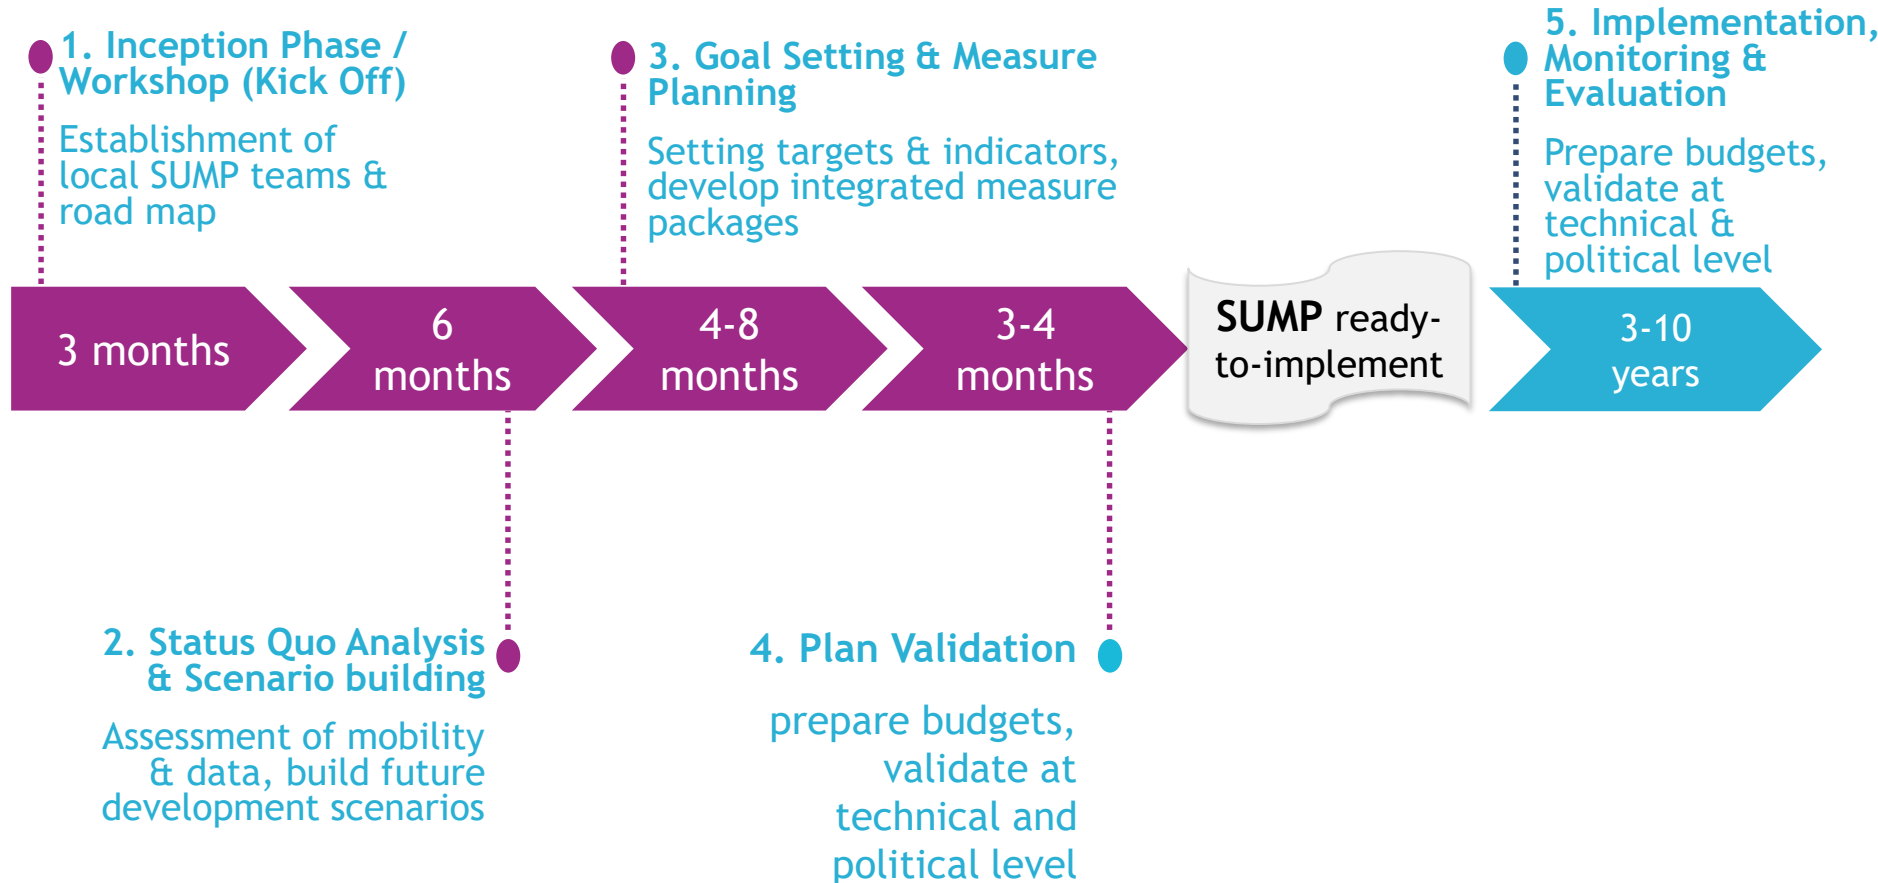 1. Inception Phase /
Workshop (Kick Off)
Establishment of
local SUMP teams &
road map
3. Goal Setting & Measure
Planning
Setting targets & indicators,
develop integrated measure
packages
5. Implementation,
Monitoring &
Evaluation
Prepare budgets,
validate at
technical &
political level
3 months
6
months
4-8
months
3-4
months
SUMP ready-
to-implement
3-10
years
2. Status Quo Analysis
& Scenario building
Assessment of mobility
& data, build future
development scenarios
4. Plan Validation
prepare budgets,
validate at
technical and
political level